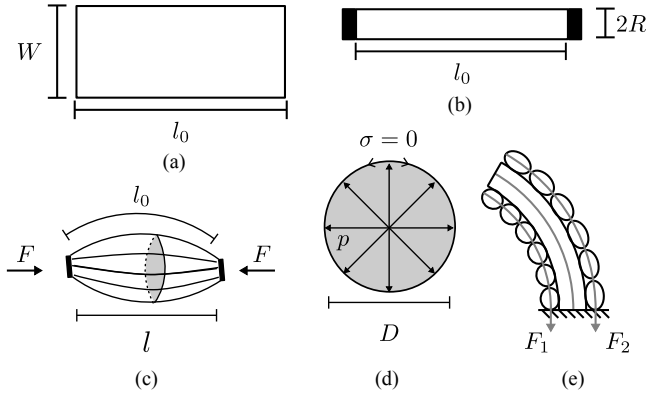 W
l₀
(a)
2R
l₀
(b)
l₀
F
F
l
(c)
σ = 0
p
D
(d)
F₁
F₂
(e)